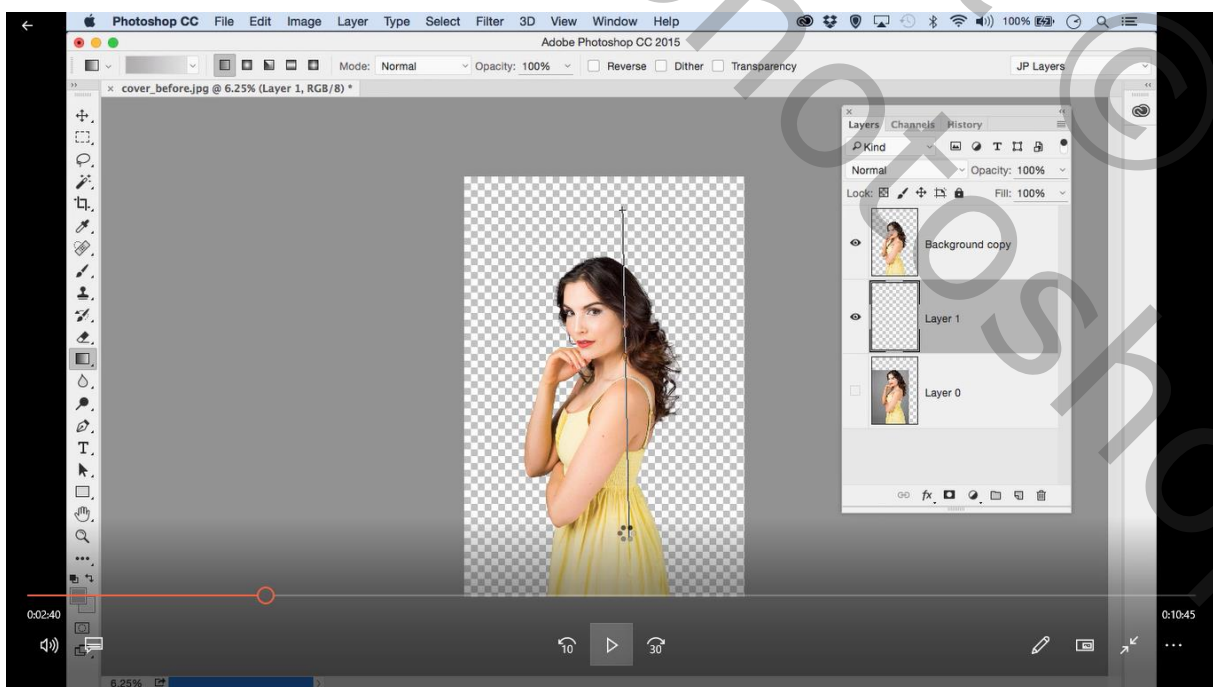 Photoshop CC File Edit Image Layer Type Select Filter 3D View Window Help 100%
Adobe Photoshop CC 2015
Mode: Normal Opacity: 100% Reverse Dither Transparency JP Layers
× cover_before.jpg @ 6.25% (Layer 1, RGB/8) *
Layers Channels History
Kind
Normal Opacity: 100%
Lock: Fill: 100%
Background copy
Layer 1
Layer 0
fx
0:02:40
0:10:45
10
30
6.25%
© photoshop